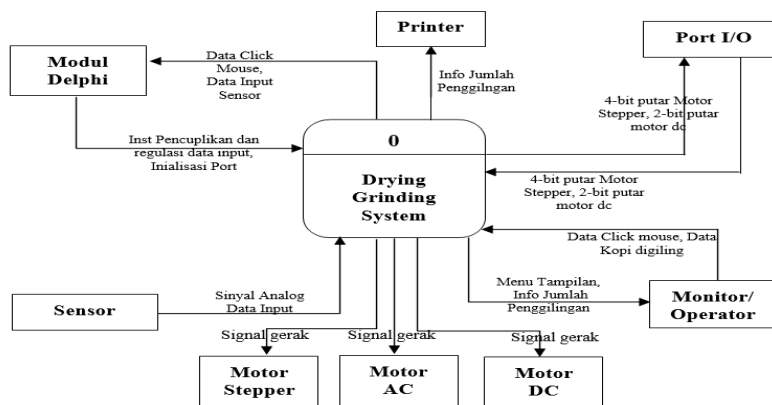 Printer
Port I/O
Modul
Delphi
Data Click
Mouse,
Data Input
Sensor
Info Jumlah
Penggilngan
4-bit putar Motor
Stepper, 2-bit putar
motor dc
Inst Pencuplikan dan
regulasi data input,
Inialisasi Port
0
Drying
Grinding
System
4-bit putar Motor
Stepper, 2-bit putar
motor dc
Data Click mouse, Data
Kopi digiling
Sensor
Sinyal Analog
Data Input
Menu Tampilan,
Info Jumlah
Penggilingan
Monitor/
Operator
Signal gerak
Signal gerak
Signal gerak
Motor
Stepper
Motor
AC
Motor
DC